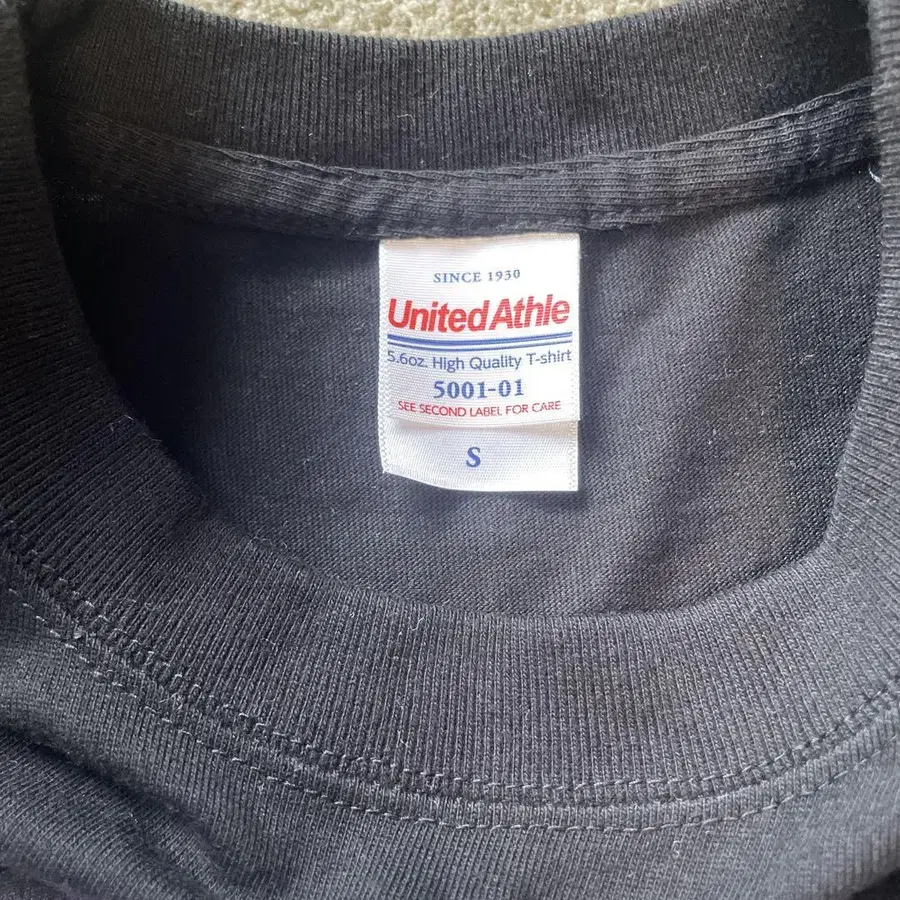 SINCE 1930
United Athle
5.6oz. High Quality T-shirt
5001-01
SEE SECOND LABEL FOR CARE
S